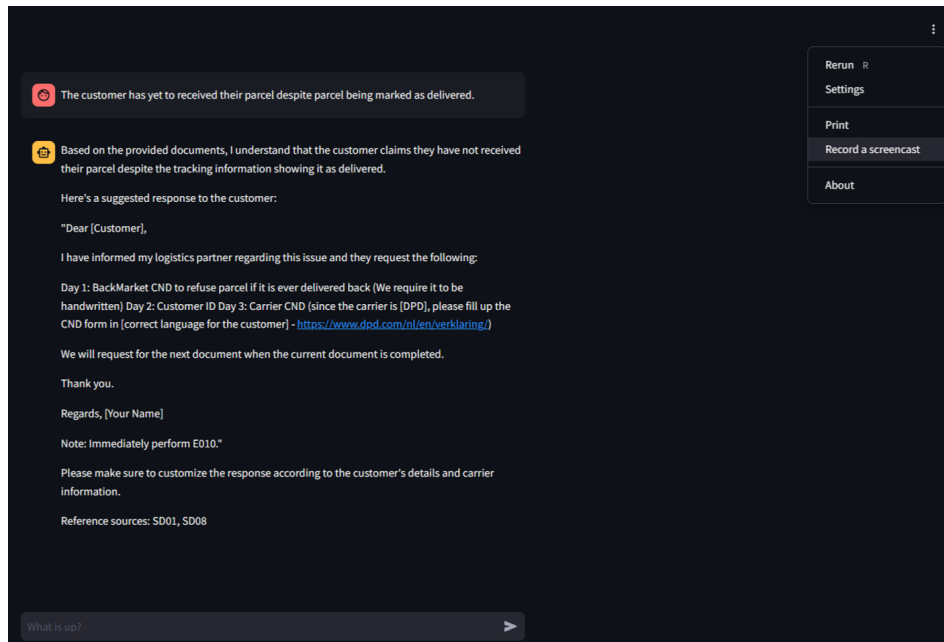 The customer has yet to received their parcel despite parcel being marked as delivered.
Based on the provided documents, I understand that the customer claims they have not received
their parcel despite the tracking information showing it as delivered.
Here's a suggested response to the customer:
"Dear [Customer],
I have informed my logistics partner regarding this issue and they request the following:
Day 1: BackMarket CND to refuse parcel if it is ever delivered back (We require it to be
handwritten) Day 2: Customer ID Day 3: Carrier CND (since the carrier is [DPD], please fill up the
CND form in [correct language for the customer] - https://www.dpd.com/nl/en/verklaring/)
We will request for the next document when the current document is completed.
Thank you.
Regards, [Your Name]
Note: Immediately perform E010."
Please make sure to customize the response according to the customer's details and carrier
information.
Reference sources: SD01, SD08
What is up?
Rerun R
Settings
Print
Record a screencast
About